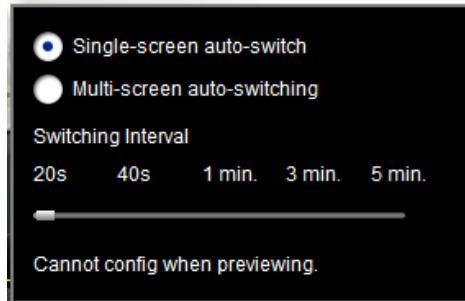 Single-screen auto-switch
Multi-screen auto-switching
Switching Interval
20s 40s 1 min. 3 min. 5 min.
Cannot config when previewing.